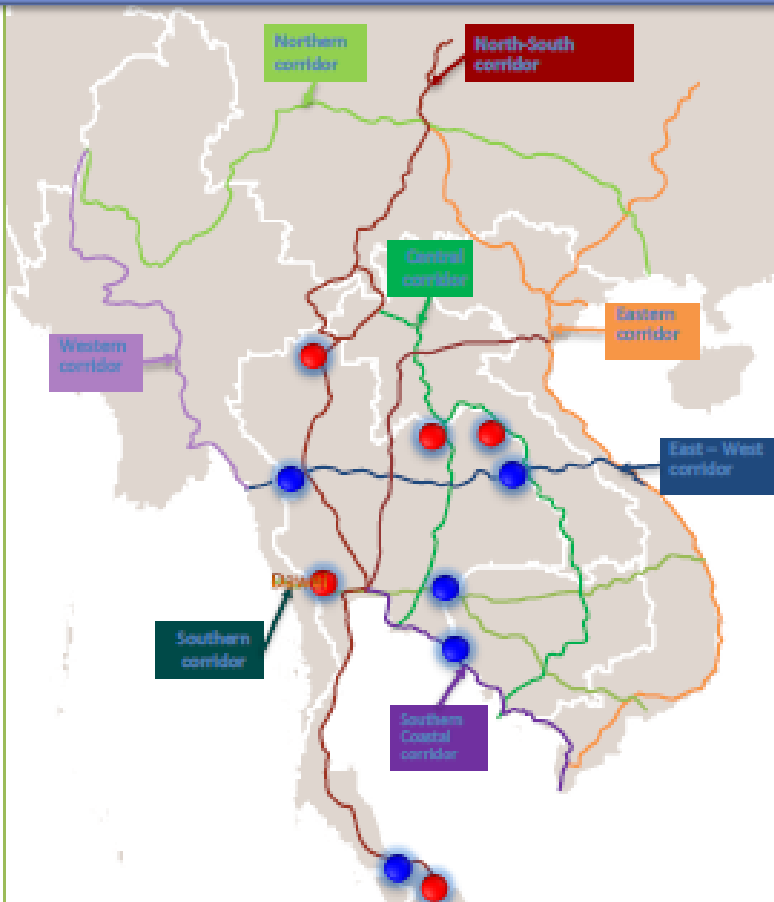 Northern
corridor
North-South
corridor
Central
corridor
Eastern
corridor
Western
corridor
East – West
corridor
Southern
corridor
Southern
Coastal
corridor